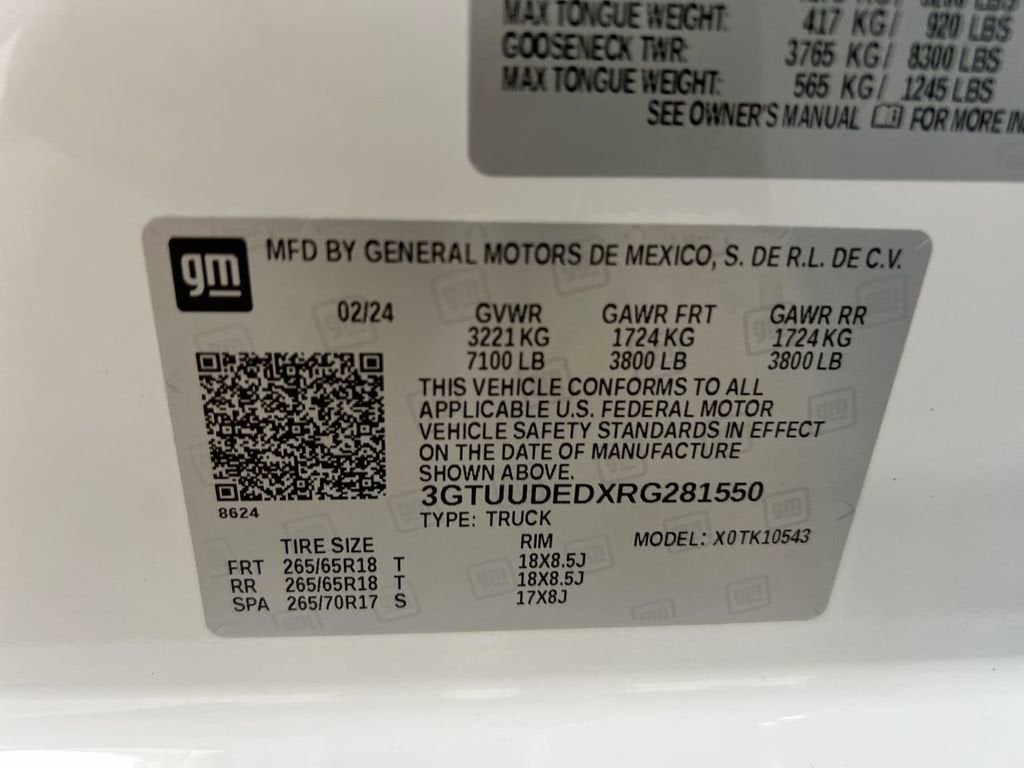 MAX TONGUE WEIGHT: 417 KG/ 920 LBS
GOOSENECK TWR: 3765 KG/ 8300 LBS
MAX TONGUE WEIGHT: 565 KG/ 1245 LBS
SEE OWNER'S MANUAL FOR MORE
gm
MFD BY GENERAL MOTORS DE MEXICO, S. DE R.L. DE C.V.
02/24 GVWR GAWR FRT GAWR RR
3221 KG 1724 KG 1724 KG
7100 LB 3800 LB 3800 LB
THIS VEHICLE CONFORMS TO ALL
APPLICABLE U.S. FEDERAL MOTOR
VEHICLE SAFETY STANDARDS IN EFFECT
ON THE DATE OF MANUFACTURE
SHOWN ABOVE.
3GTUUDEDXRG281550
8624
TYPE: TRUCK
TIRE SIZE RIM MODEL: X0TK10543
FRT 265/65R18 T 18X8.5J
RR 265/65R18 T 18X8.5J
SPA 265/70R17 S 17X8J